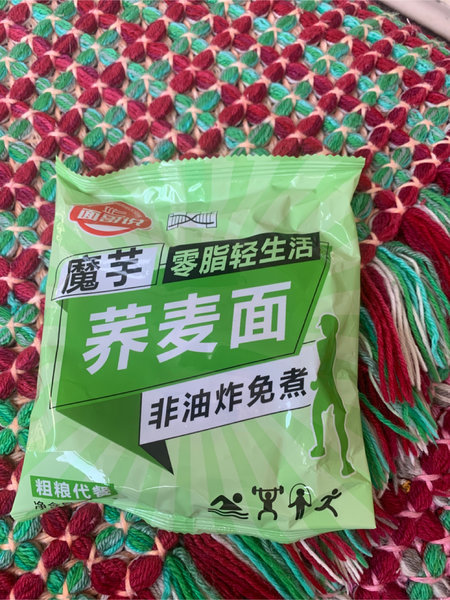 魔芋
零脂轻生活
荞麦面
非油炸免煮
粗粮代餐